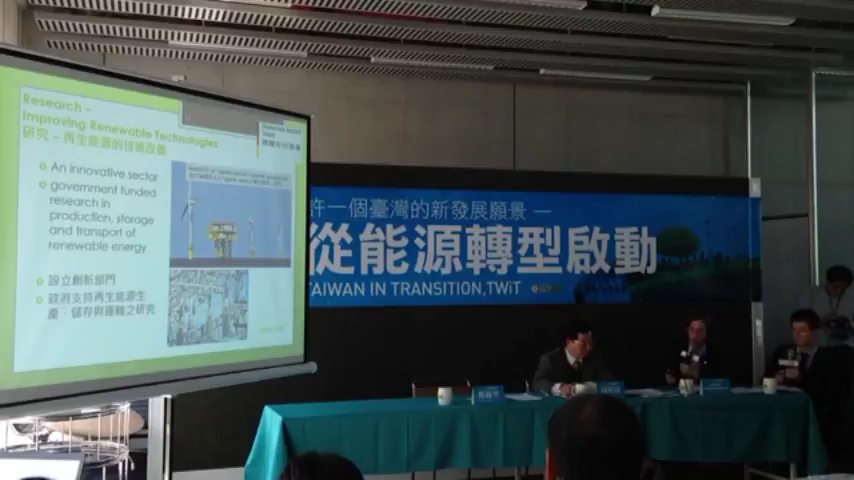 Research –
Improving Renewable Technologies
研究 – 再生能源的技術改善
An innovative sector
government funded
research in
production, storage
and transport of
renewable energy
設立創新部門
政府支持再生能源生
產、儲存與運輸之研究
許一個臺灣的新發展願景 —
從能源轉型啟動
TAIWAN IN TRANSITION,TWiT